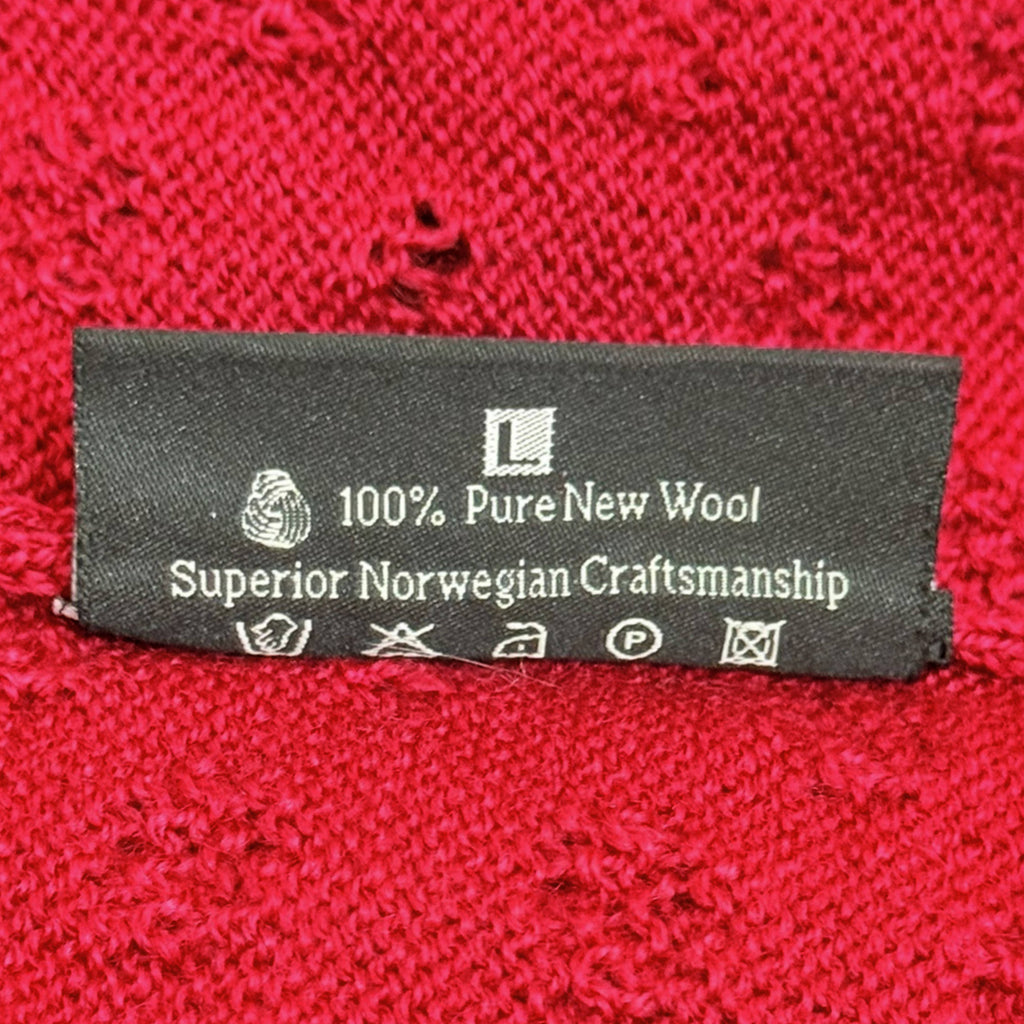 L
100% Pure New Wool
Superior Norwegian Craftsmanship
P